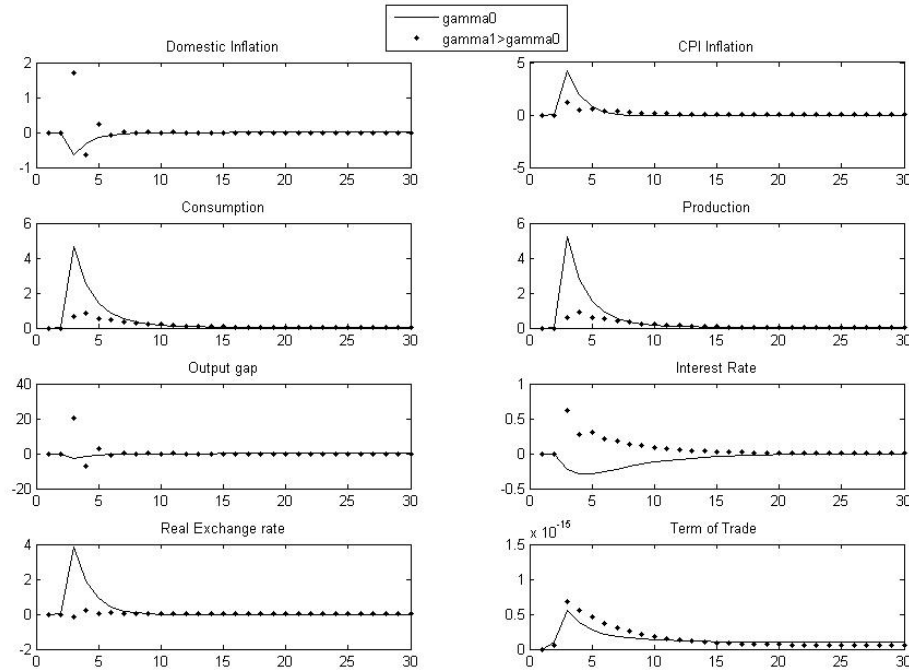 gamma0
gamma1>gamma0
Domestic Inflation
2
1
0
-1
0 5 10 15 20 25 30
CPI Inflation
5
0
-5
0 5 10 15 20 25 30
Consumption
6
4
2
0
0 5 10 15 20 25 30
Production
6
4
2
0
0 5 10 15 20 25 30
Output gap
40
20
0
-20
0 5 10 15 20 25 30
Interest Rate
1
0.5
0
-0.5
0 5 10 15 20 25 30
Real Exchange rate
4
2
0
-2
0 5 10 15 20 25 30
x 10^-15
Term of Trade
1.5
1
0.5
0
0 5 10 15 20 25 30